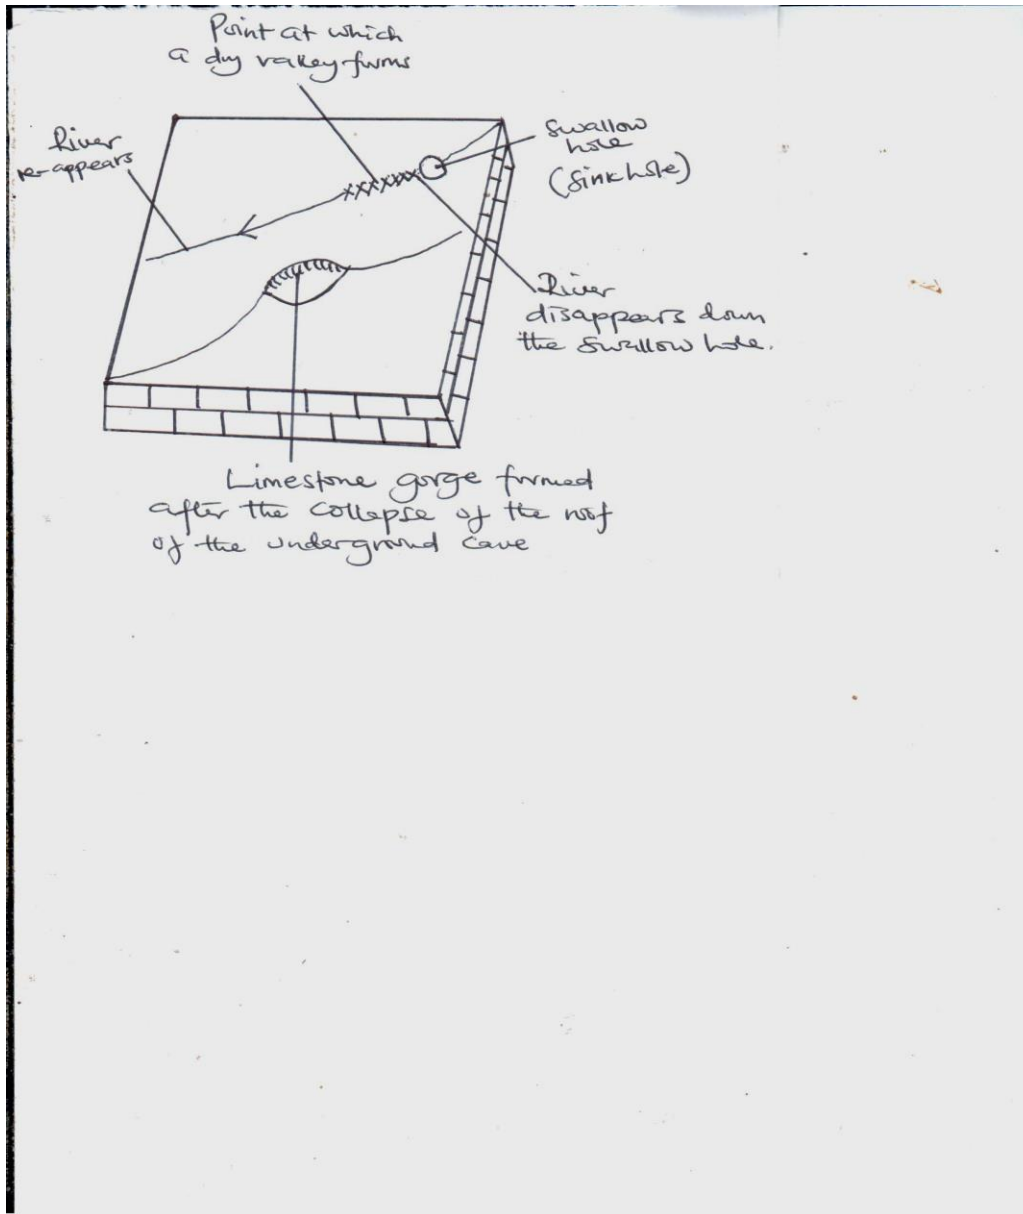 Point at which
a dry valley forms
Swallow
hole
(Sink hole)
River
re-appears
River
disappears down
the Swallow hole.
Limestone gorge formed
after the collapse of the roof
of the underground cave